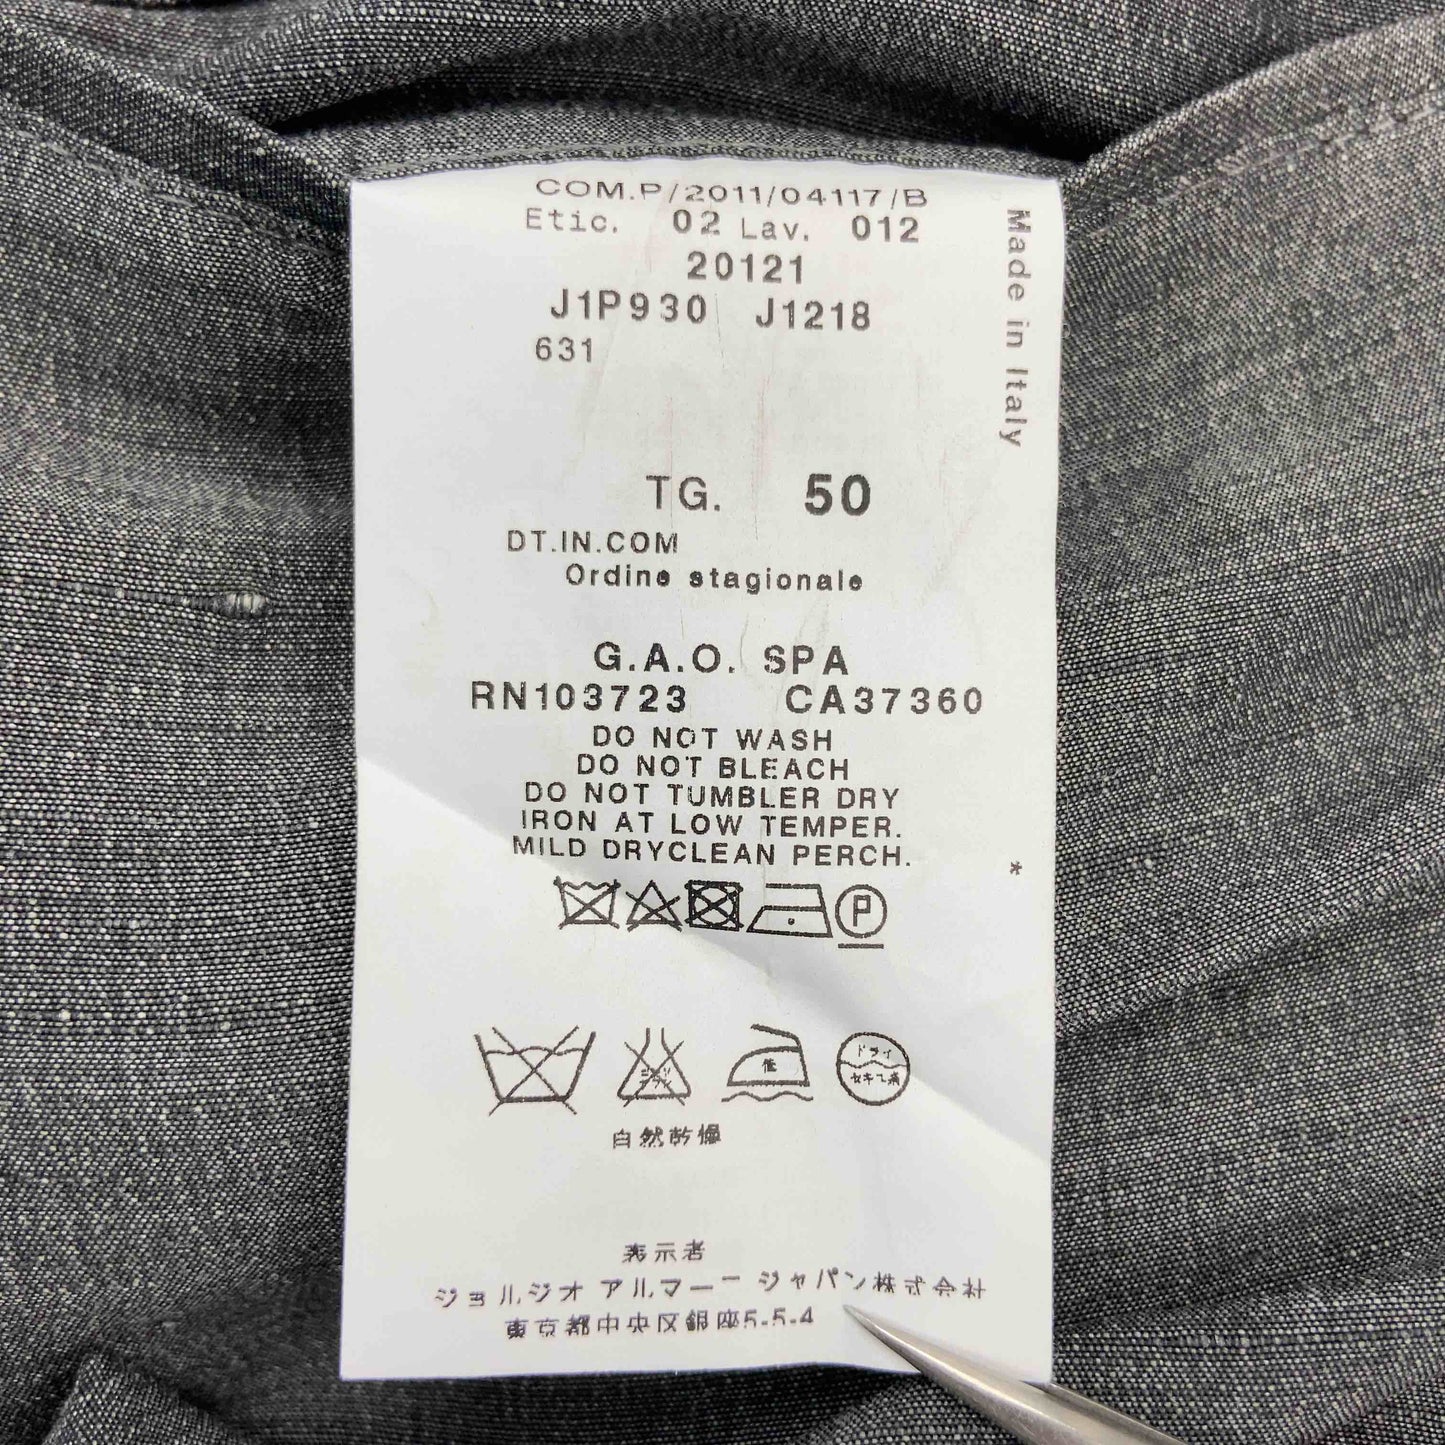 COM.P/2011/04117/B
Etic. 02 Lav. 012
20121
J1P930 J1218
631
Made in Italy
TG. 50
DT.IN.COM
Ordine stagionale
G.A.O. SPA
RN103723 CA37360
DO NOT WASH
DO NOT BLEACH
DO NOT TUMBLER DRY
IRON AT LOW TEMPER.
MILD DRYCLEAN PERCH.
*
P
低
ドライ
自然乾燥
表示者
ジョルジオ アルマーニ ジャパン株式会社
東京都中央区銀座5-5-4